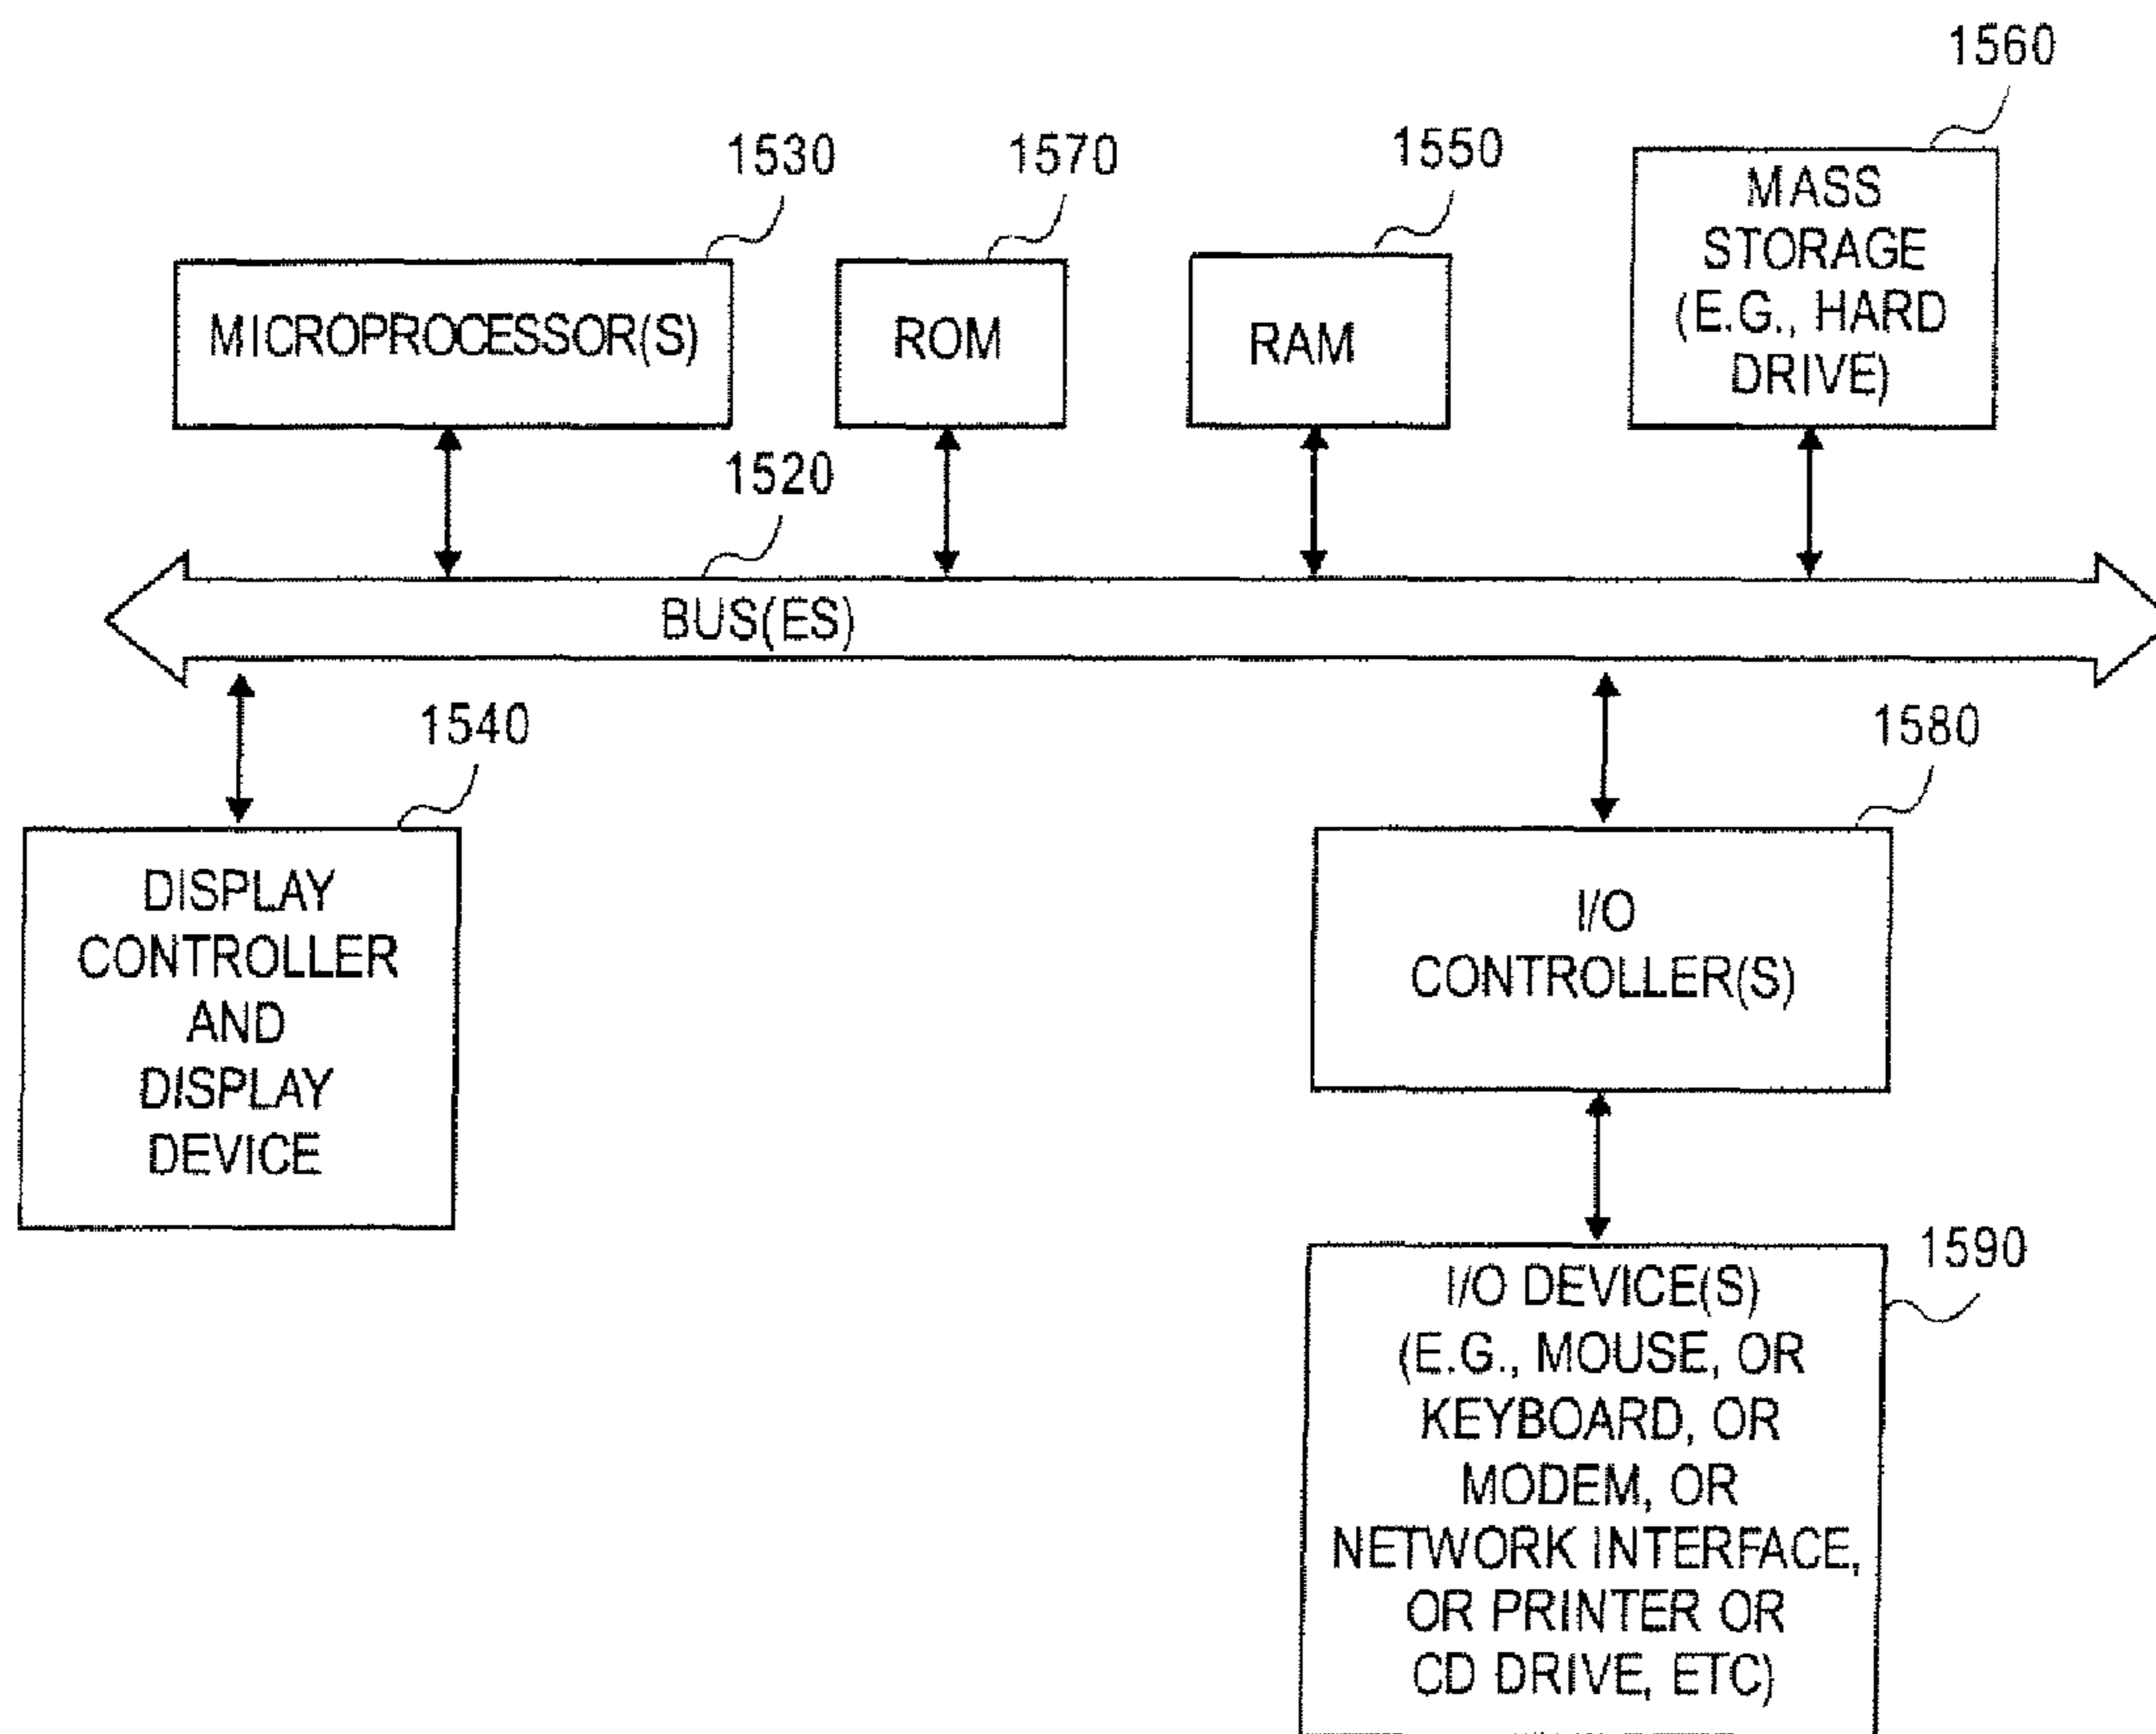 1560
1530
1570
1550
MASS
STORAGE
(E.G., HARD
DRIVE)
MICROPROCESSOR(S)
ROM
RAM
1520
BUS(ES)
1540
1580
DISPLAY
CONTROLLER
AND
DISPLAY
DEVICE
I/O
CONTROLLER(S)
1590
I/O DEVICE(S)
(E.G., MOUSE, OR
KEYBOARD, OR
MODEM, OR
NETWORK INTERFACE,
OR PRINTER OR
CD DRIVE, ETC)